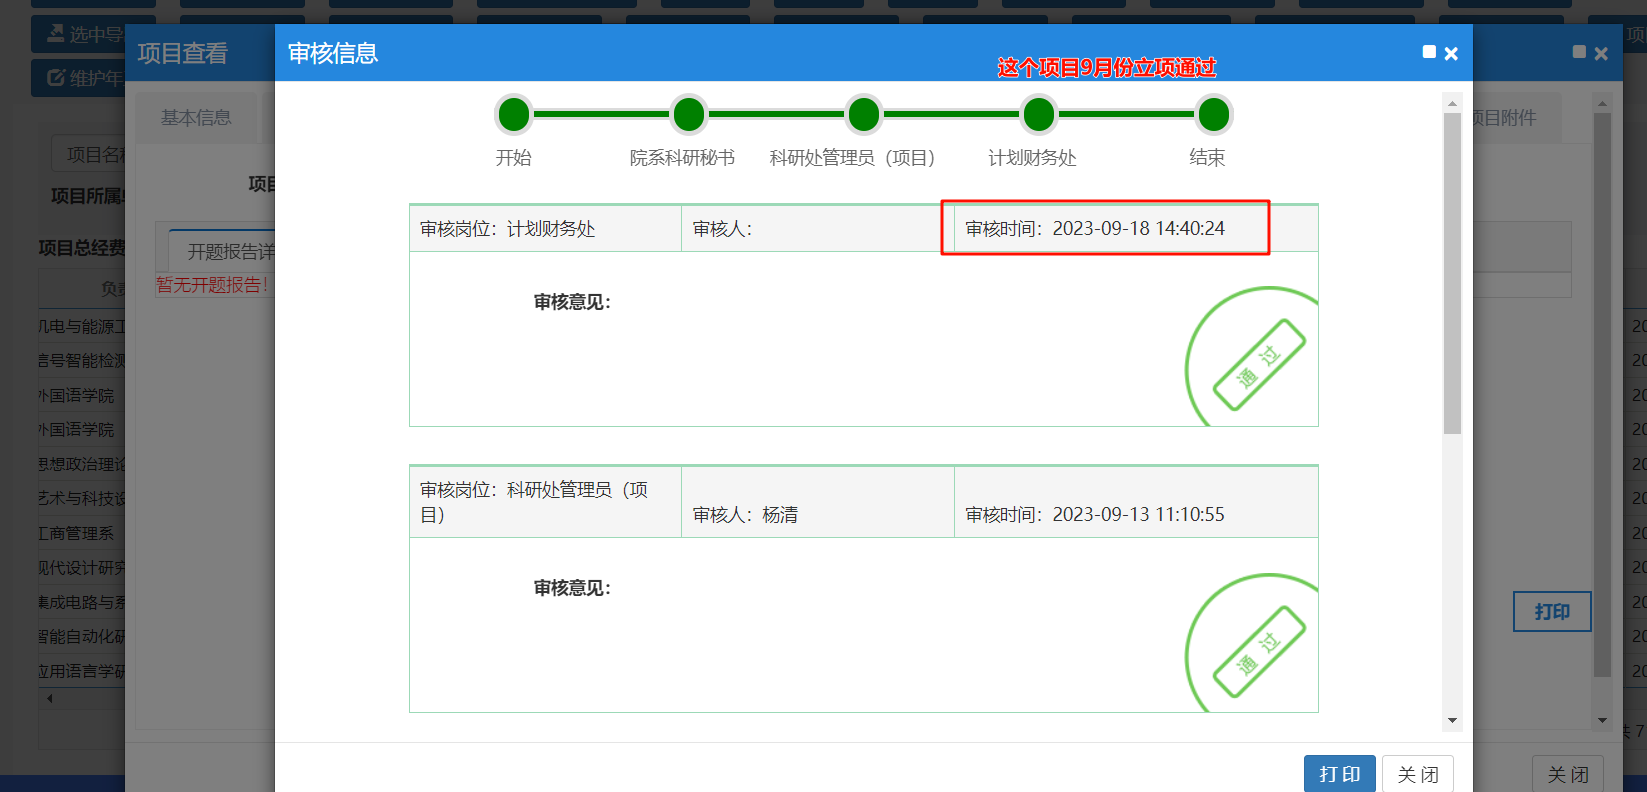 选中导
维护年
项目查看
审核信息
这个项目9月份立项通过
基本信息
项目附件
开始
院系科研秘书
科研处管理员（项目）
计划财务处
结束
项目名称
项目所属单
项目总经费
项目
开题报告详
暂无开题报告！
审核岗位：计划财务处
审核人：
审核时间：2023-09-18 14:40:24
审核意见：
通过
审核岗位：科研处管理员（项目）
审核人：杨清
审核时间：2023-09-13 11:10:55
审核意见：
通过
机电与能源工
信号智能检测
外国语学院
外国语学院
思想政治理论
艺术与科技设
工商管理系
现代设计研究
集成电路与系
智能自动化研
应用语言学研
打印
共 7
打印
关闭
关闭